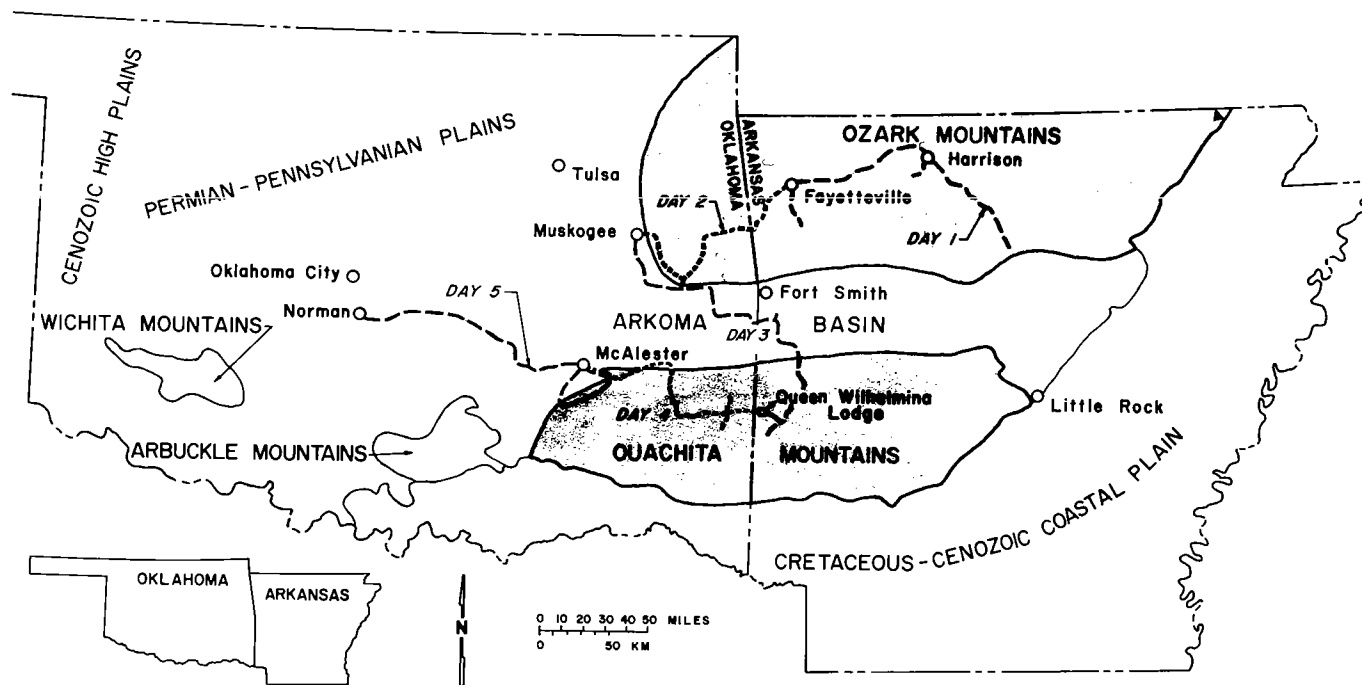 CENOZOIC HIGH PLAINS
PERMIAN - PENNSYLVANIAN PLAINS
ARKANSAS
OKLAHOMA
OZARK MOUNTAINS
Harrison
Tulsa
Fayetteville
DAY 2
DAY 1
Muskogee
Oklahoma City
Fort Smith
Norman
DAY 5
WICHITA MOUNTAINS
ARKOMA BASIN
DAY 3
McAlester
Queen Wilhelmina
Lodge
DAY 4
Little Rock
ARBUCKLE MOUNTAINS
OUACHITA MOUNTAINS
CRETACEOUS - CENOZOIC COASTAL PLAIN
OKLAHOMA
ARKANSAS
N
0 10 20 30 40 50 MILES
0 50 KM